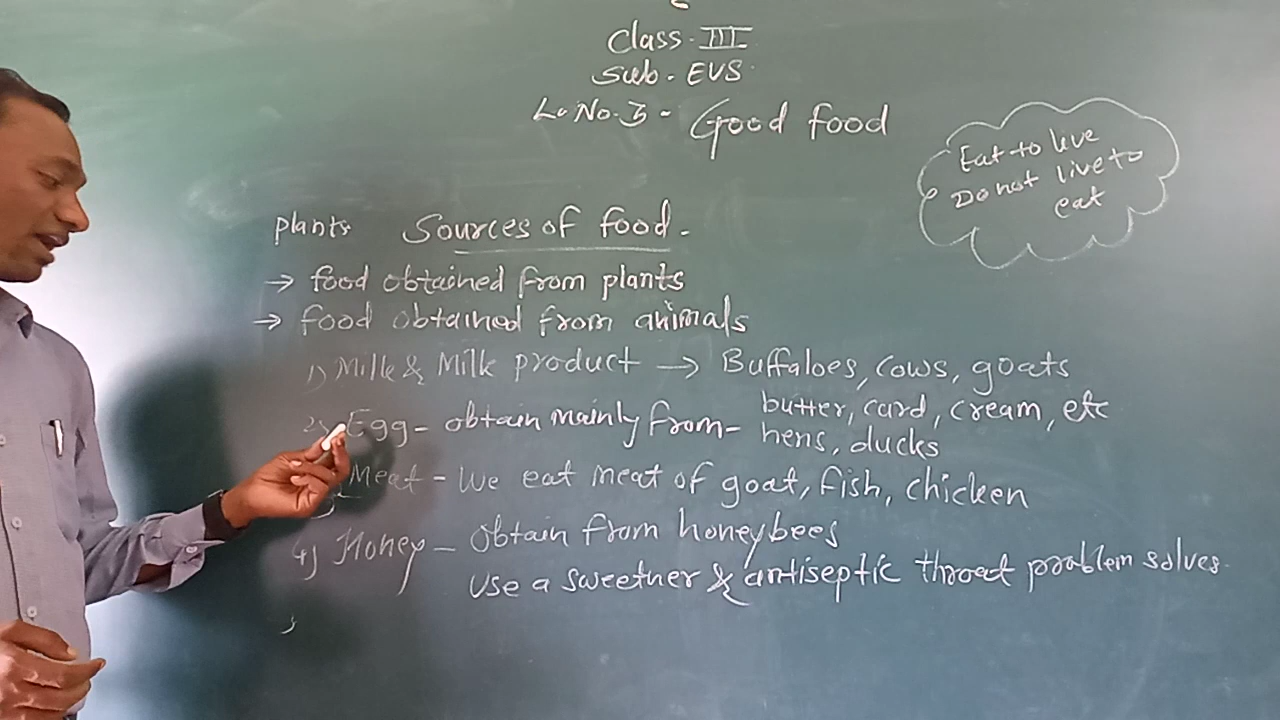 Class. III
Sub. EVS
L. No. 3 - Good food
Eat to live
Do not live to
eat
plants Sources of food.
→ food obtained from plants
→ food obtained from animals
1) Milk & Milk product → Buffaloes, cows, goats
butter, curd, cream, etc
2) Egg - obtain mainly from - hens, ducks
Meat - We eat meat of goat, fish, chicken
4) Honey - obtain from honeybees
Use a sweetner & antiseptic throat problem solves.